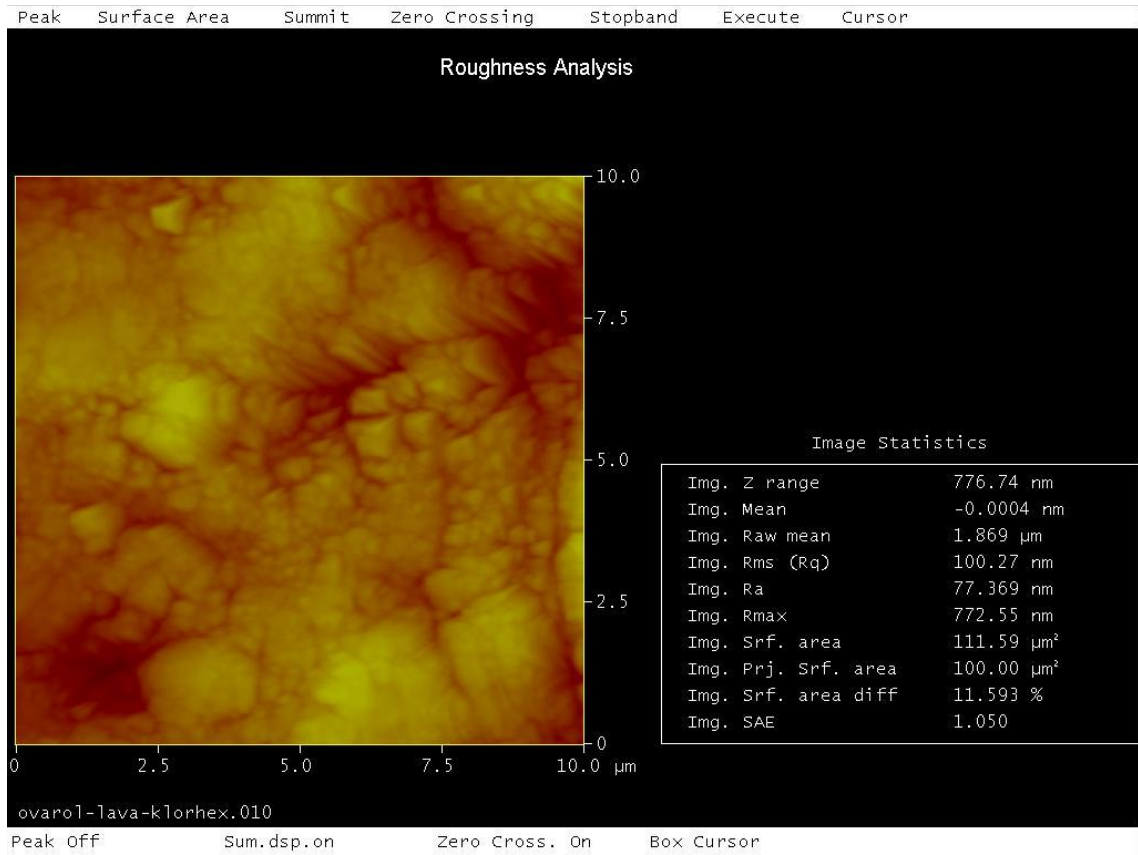 Peak Surface Area Summit Zero Crossing Stopband Execute Cursor
Roughness Analysis
10.0
7.5
5.0
2.5
0
0 2.5 5.0 7.5 10.0 µm
Image Statistics
Img. Z range 776.74 nm
Img. Mean -0.0004 nm
Img. Raw mean 1.869 µm
Img. Rms (Rq) 100.27 nm
Img. Ra 77.369 nm
Img. Rmax 772.55 nm
Img. Srf. area 111.59 µm²
Img. Prj. Srf. area 100.00 µm²
Img. Srf. area diff 11.593 %
Img. SAE 1.050
ovarol-lava-klorhex.010
Peak Off Sum.dsp.on Zero Cross. On Box Cursor